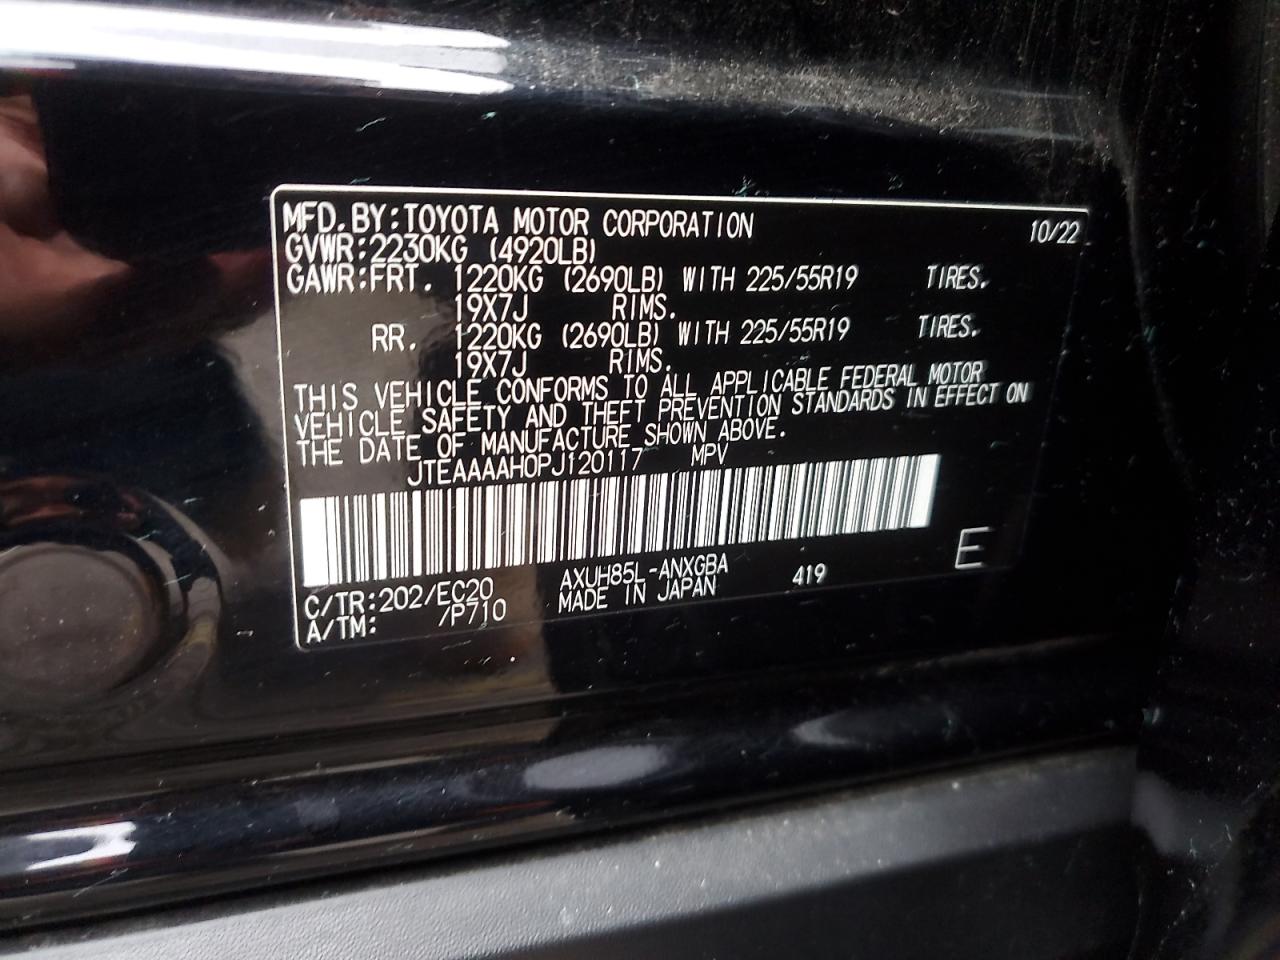 MFD.BY:TOYOTA MOTOR CORPORATION 10/22
GVWR:2230KG (4920LB)
GAWR:FRT. 1220KG (2690LB) WITH 225/55R19 TIRES.
19X7J RIMS.
RR. 1220KG (2690LB) WITH 225/55R19 TIRES.
19X7J RIMS.
THIS VEHICLE CONFORMS TO ALL APPLICABLE FEDERAL MOTOR
VEHICLE SAFETY AND THEFT PREVENTION STANDARDS IN EFFECT ON
THE DATE OF MANUFACTURE SHOWN ABOVE.
JTEAAAAH0PJ120117 MPV
C/TR:202/EC20 AXUH85L-ANXGBA 419 E
A/TM: /P710 MADE IN JAPAN